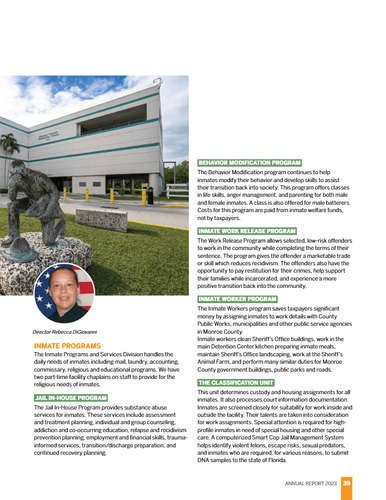 Director Rebecca DiGiovanni
INMATE PROGRAMS
The Inmate Programs and Services Division handles the
daily needs of inmates including mail, laundry, accounting,
commissary, religious and educational programs. We have
two part-time facility chaplains on staff to provide for the
religious needs of inmates.
JAIL IN-HOUSE PROGRAM
The Jail In-House Program provides substance abuse
services for inmates. These services include assessment
and treatment planning, individual and group counseling,
addiction and co-occurring education, relapse and recidivism
prevention planning, employment and financial skills, trauma-
informed services, transition/discharge preparation, and
continued recovery planning.
BEHAVIOR MODIFICATION PROGRAM
The Behavior Modification program continues to help
inmates modify their behavior and develop skills to assist
their transition back into society. This program offers classes
in life skills, anger management, and parenting for both male
and female inmates. A class is also offered for male batterers.
Costs for this program are paid from inmate welfare funds,
not by taxpayers.
INMATE WORK RELEASE PROGRAM
The Work Release Program allows selected, low-risk offenders
to work in the community while completing the terms of their
sentence. The program gives the offender a marketable trade
or skill which reduces recidivism. The offenders also have the
opportunity to pay restitution for their crimes, help support
their families while incarcerated, and experience a more
positive transition back into the community.
INMATE WORKER PROGRAM
The Inmate Workers program saves taxpayers significant
money by assigning inmates to work details with County
Public Works, municipalities and other public service agencies
in Monroe County.
Inmate workers clean Sheriff's Office buildings, work in the
main Detention Center kitchen preparing inmate meals,
maintain Sheriff's Office landscaping, work at the Sheriff's
Animal Farm, and perform many similar duties for Monroe
County government buildings, public parks and roads.
THE CLASSIFICATION UNIT
This unit determines custody and housing assignments for all
inmates. It also processes court information documentation.
Inmates are screened closely for suitability for work inside and
outside the facility. Their talents are taken into consideration
for work assignments. Special attention is required for high-
profile inmates in need of special housing and other special
care. A computerized Smart Cop Jail Management System
helps identify violent felons, escape risks, sexual predators,
and inmates who are required, for various reasons, to submit
DNA samples to the state of Florida.
ANNUAL REPORT 2023 39